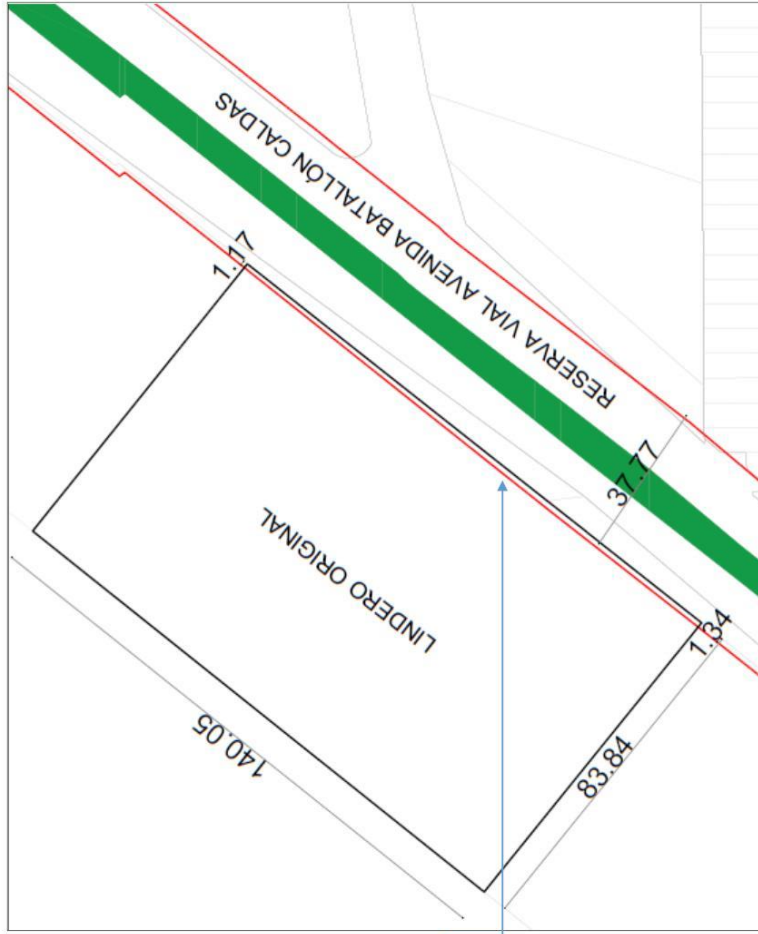 RESERVA VIAL AVENIDA BATALLÓN CALDAS
1.17
37.77
LINDERO ORIGINAL
1.34
140.05
83.84